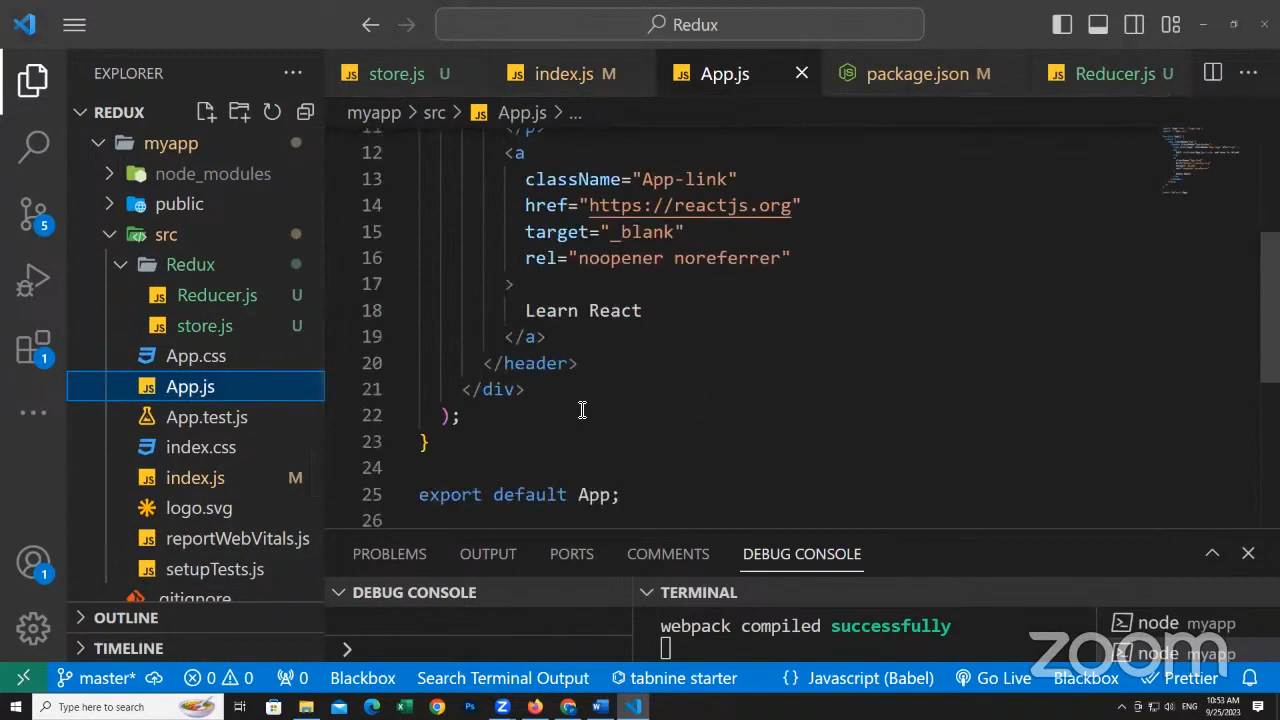 Redux
EXPLORER
store.js U
index.js M
App.js
package.json M
Reducer.js U
REDUX
myapp > src > App.js > ...
myapp
node_modules
public
src
Redux
Reducer.js U
store.js U
App.css
App.js
App.test.js
index.css
index.js M
logo.svg
reportWebVitals.js
setupTests.js
.gitignore
OUTLINE
TIMELINE
11 </p>
12 <a
13 className="App-link"
14 href="https://reactjs.org"
15 target="_blank"
16 rel="noopener noreferrer"
17 >
18 Learn React
19 </a>
20 </header>
21 </div>
22 );
23 }
24
25 export default App;
26
5
1
1
PROBLEMS OUTPUT PORTS COMMENTS DEBUG CONSOLE
DEBUG CONSOLE
TERMINAL
webpack compiled successfully
node myapp
node myapp
zoom
master* 0 0 0 Blackbox Search Terminal Output tabnine starter {} Javascript (Babel) Go Live Blackbox Prettier
Type here to search
ENG
10:53 AM
9/25/2023